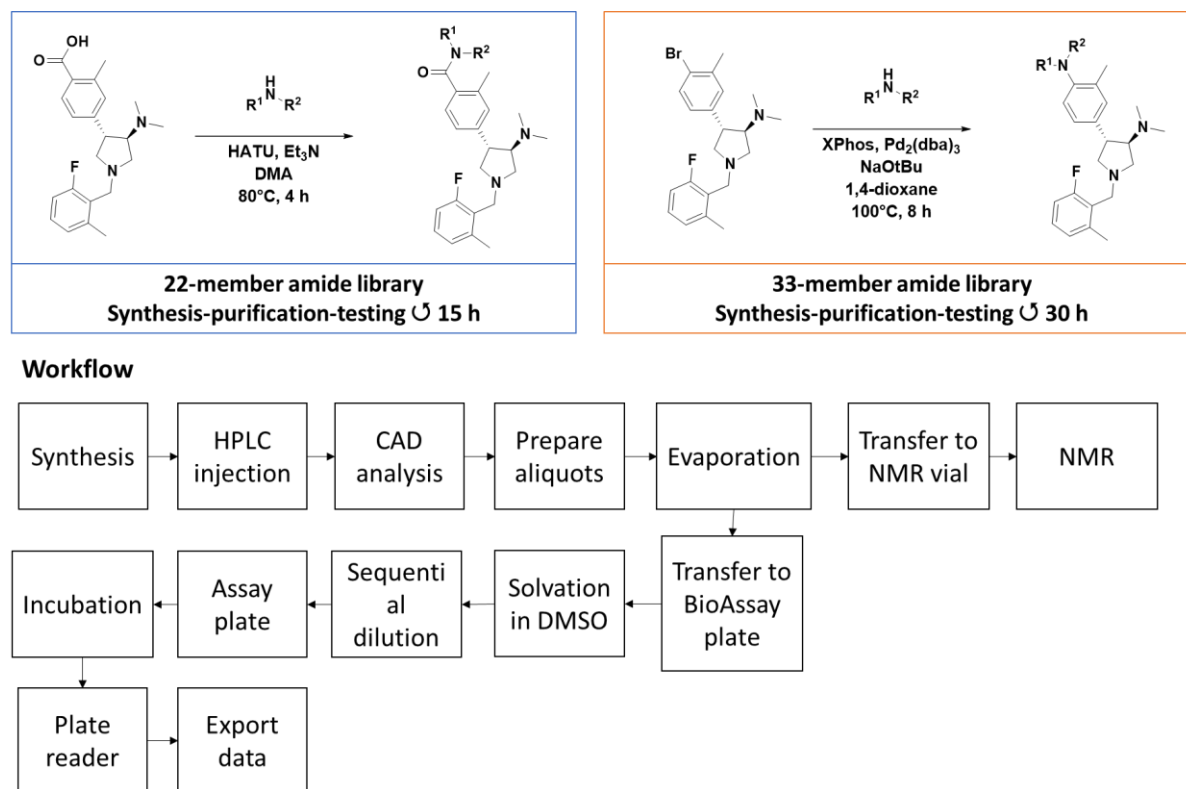 OH
O
N
F
N
H
N
R¹
R²
HATU, Et₃N
DMA
80°C, 4 h
R¹
N
R²
O
N
F
N
22-member amide library
Synthesis-purification-testing ↺ 15 h
Br
N
F
N
H
N
R¹
R²
XPhos, Pd₂(dba)₃
NaOtBu
1,4-dioxane
100°C, 8 h
R²
R¹
N
N
F
N
33-member amide library
Synthesis-purification-testing ↺ 30 h
Workflow
Synthesis
HPLC
injection
CAD
analysis
Prepare
aliquots
Evaporation
Transfer to
NMR vial
NMR
Incubation
Assay
plate
Sequenti
al
dilution
Solvation
in DMSO
Transfer to
BioAssay
plate
Plate
reader
Export
data